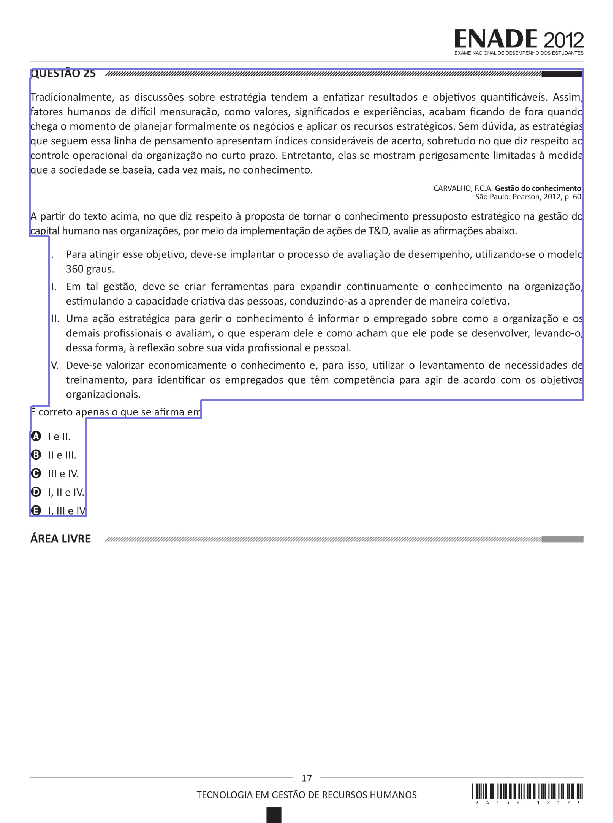 ENADE 2012
EXAME NACIONAL DE DESEMPENHO DOS ESTUDANTES
QUESTÃO 25
Tradicionalmente, as discussões sobre estratégia tendem a enfatizar resultados e objetivos quantificáveis. Assim,
fatores humanos de difícil mensuração, como valores, significados e experiências, acabam ficando de fora quando
chega o momento de planejar formalmente os negócios e aplicar os recursos estratégicos. Sem dúvida, as estratégias
que seguem essa linha de pensamento apresentam índices consideráveis de acerto, sobretudo no que diz respeito ao
controle operacional da organização no curto prazo. Entretanto, elas se mostram perigosamente limitadas à medida
que a sociedade se baseia, cada vez mais, no conhecimento.
CARVALHO, F.C.A. Gestão do conhecimento.
São Paulo: Pearson, 2012, p. 60.
A partir do texto acima, no que diz respeito à proposta de tornar o conhecimento pressuposto estratégico na gestão do
capital humano nas organizações, por meio da implementação de ações de T&D, avalie as afirmações abaixo.
I. Para atingir esse objetivo, deve-se implantar o processo de avaliação de desempenho, utilizando-se o modelo
360 graus.
II. Em tal gestão, deve-se criar ferramentas para expandir continuamente o conhecimento na organização,
estimulando a capacidade criativa das pessoas, conduzindo-as a aprender de maneira coletiva.
III. Uma ação estratégica para gerir o conhecimento é informar o empregado sobre como a organização e os
demais profissionais o avaliam, o que esperam dele e como acham que ele pode se desenvolver, levando-o,
dessa forma, à reflexão sobre sua vida profissional e pessoal.
IV. Deve-se valorizar economicamente o conhecimento e, para isso, utilizar o levantamento de necessidades de
treinamento, para identificar os empregados que têm competência para agir de acordo com os objetivos
organizacionais.
É correto apenas o que se afirma em
A I e II.
B II e III.
C III e IV.
D I, II e IV.
E I, III e IV.
ÁREA LIVRE
17
TECNOLOGIA EM GESTÃO DE RECURSOS HUMANOS